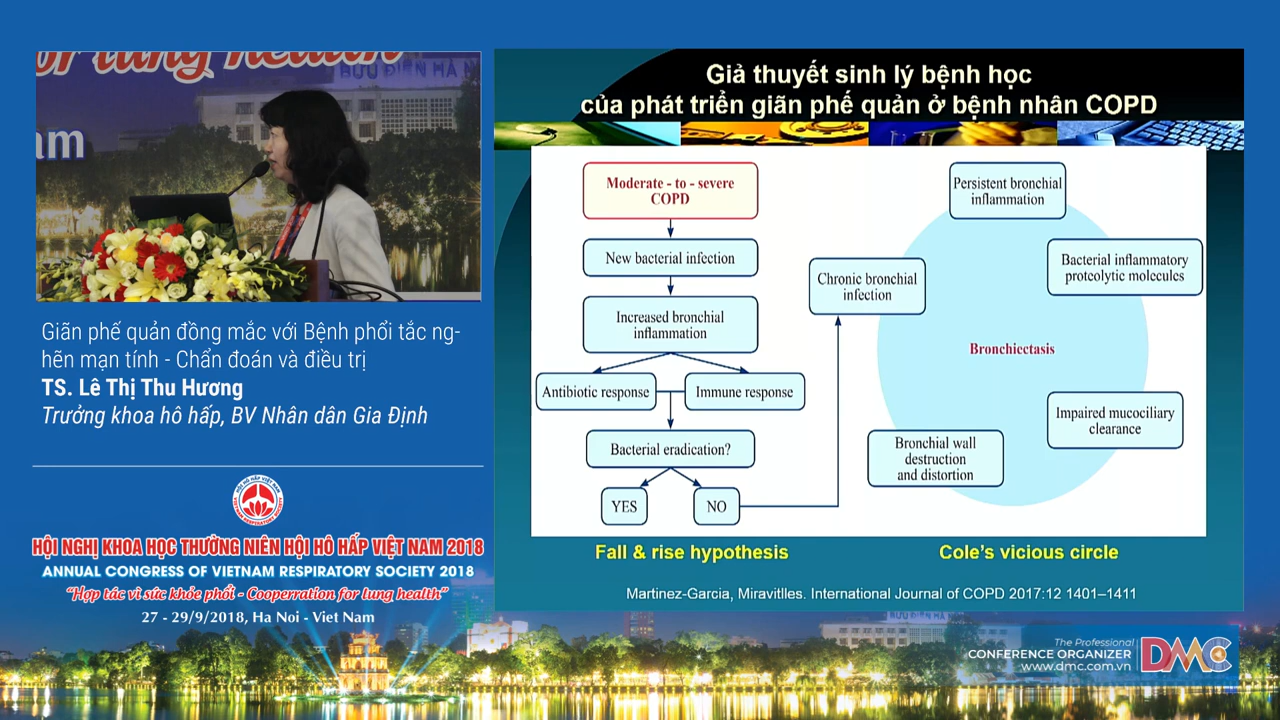 or lung health
BƯU ĐIỆN HÀ N
am
Giãn phế quản đồng mắc với Bệnh phổi tắc ng-
hẽn mạn tính - Chẩn đoán và điều trị
TS. Lê Thị Thu Hương
Trưởng khoa hô hấp, BV Nhân dân Gia Định
HỘI NGHỊ KHOA HỌC THƯỜNG NIÊN HỘI HÔ HẤP VIỆT NAM 2018
ANNUAL CONGRESS OF VIETNAM RESPIRATORY SOCIETY 2018
“Hợp tác vì sức khỏe phổi - Cooperration for lung health”
27 - 29/9/2018, Ha Noi - Viet Nam
Giả thuyết sinh lý bệnh học
của phát triển giãn phế quản ở bệnh nhân COPD
Moderate - to - severe
COPD
New bacterial infection
Increased bronchial
inflammation
Antibiotic response
Immune response
Bacterial eradication?
YES
NO
Chronic bronchial
infection
Persistent bronchial
inflammation
Bacterial inflammatory
proteolytic molecules
Bronchiectasis
Impaired mucociliary
clearance
Bronchial wall
destruction
and distortion
Fall & rise hypothesis
Cole’s vicious circle
Martinez-Garcia, Miravitlles. International Journal of COPD 2017:12 1401–1411
The Professional
CONFERENCE ORGANIZER
www.dmc.com.vn
DMC